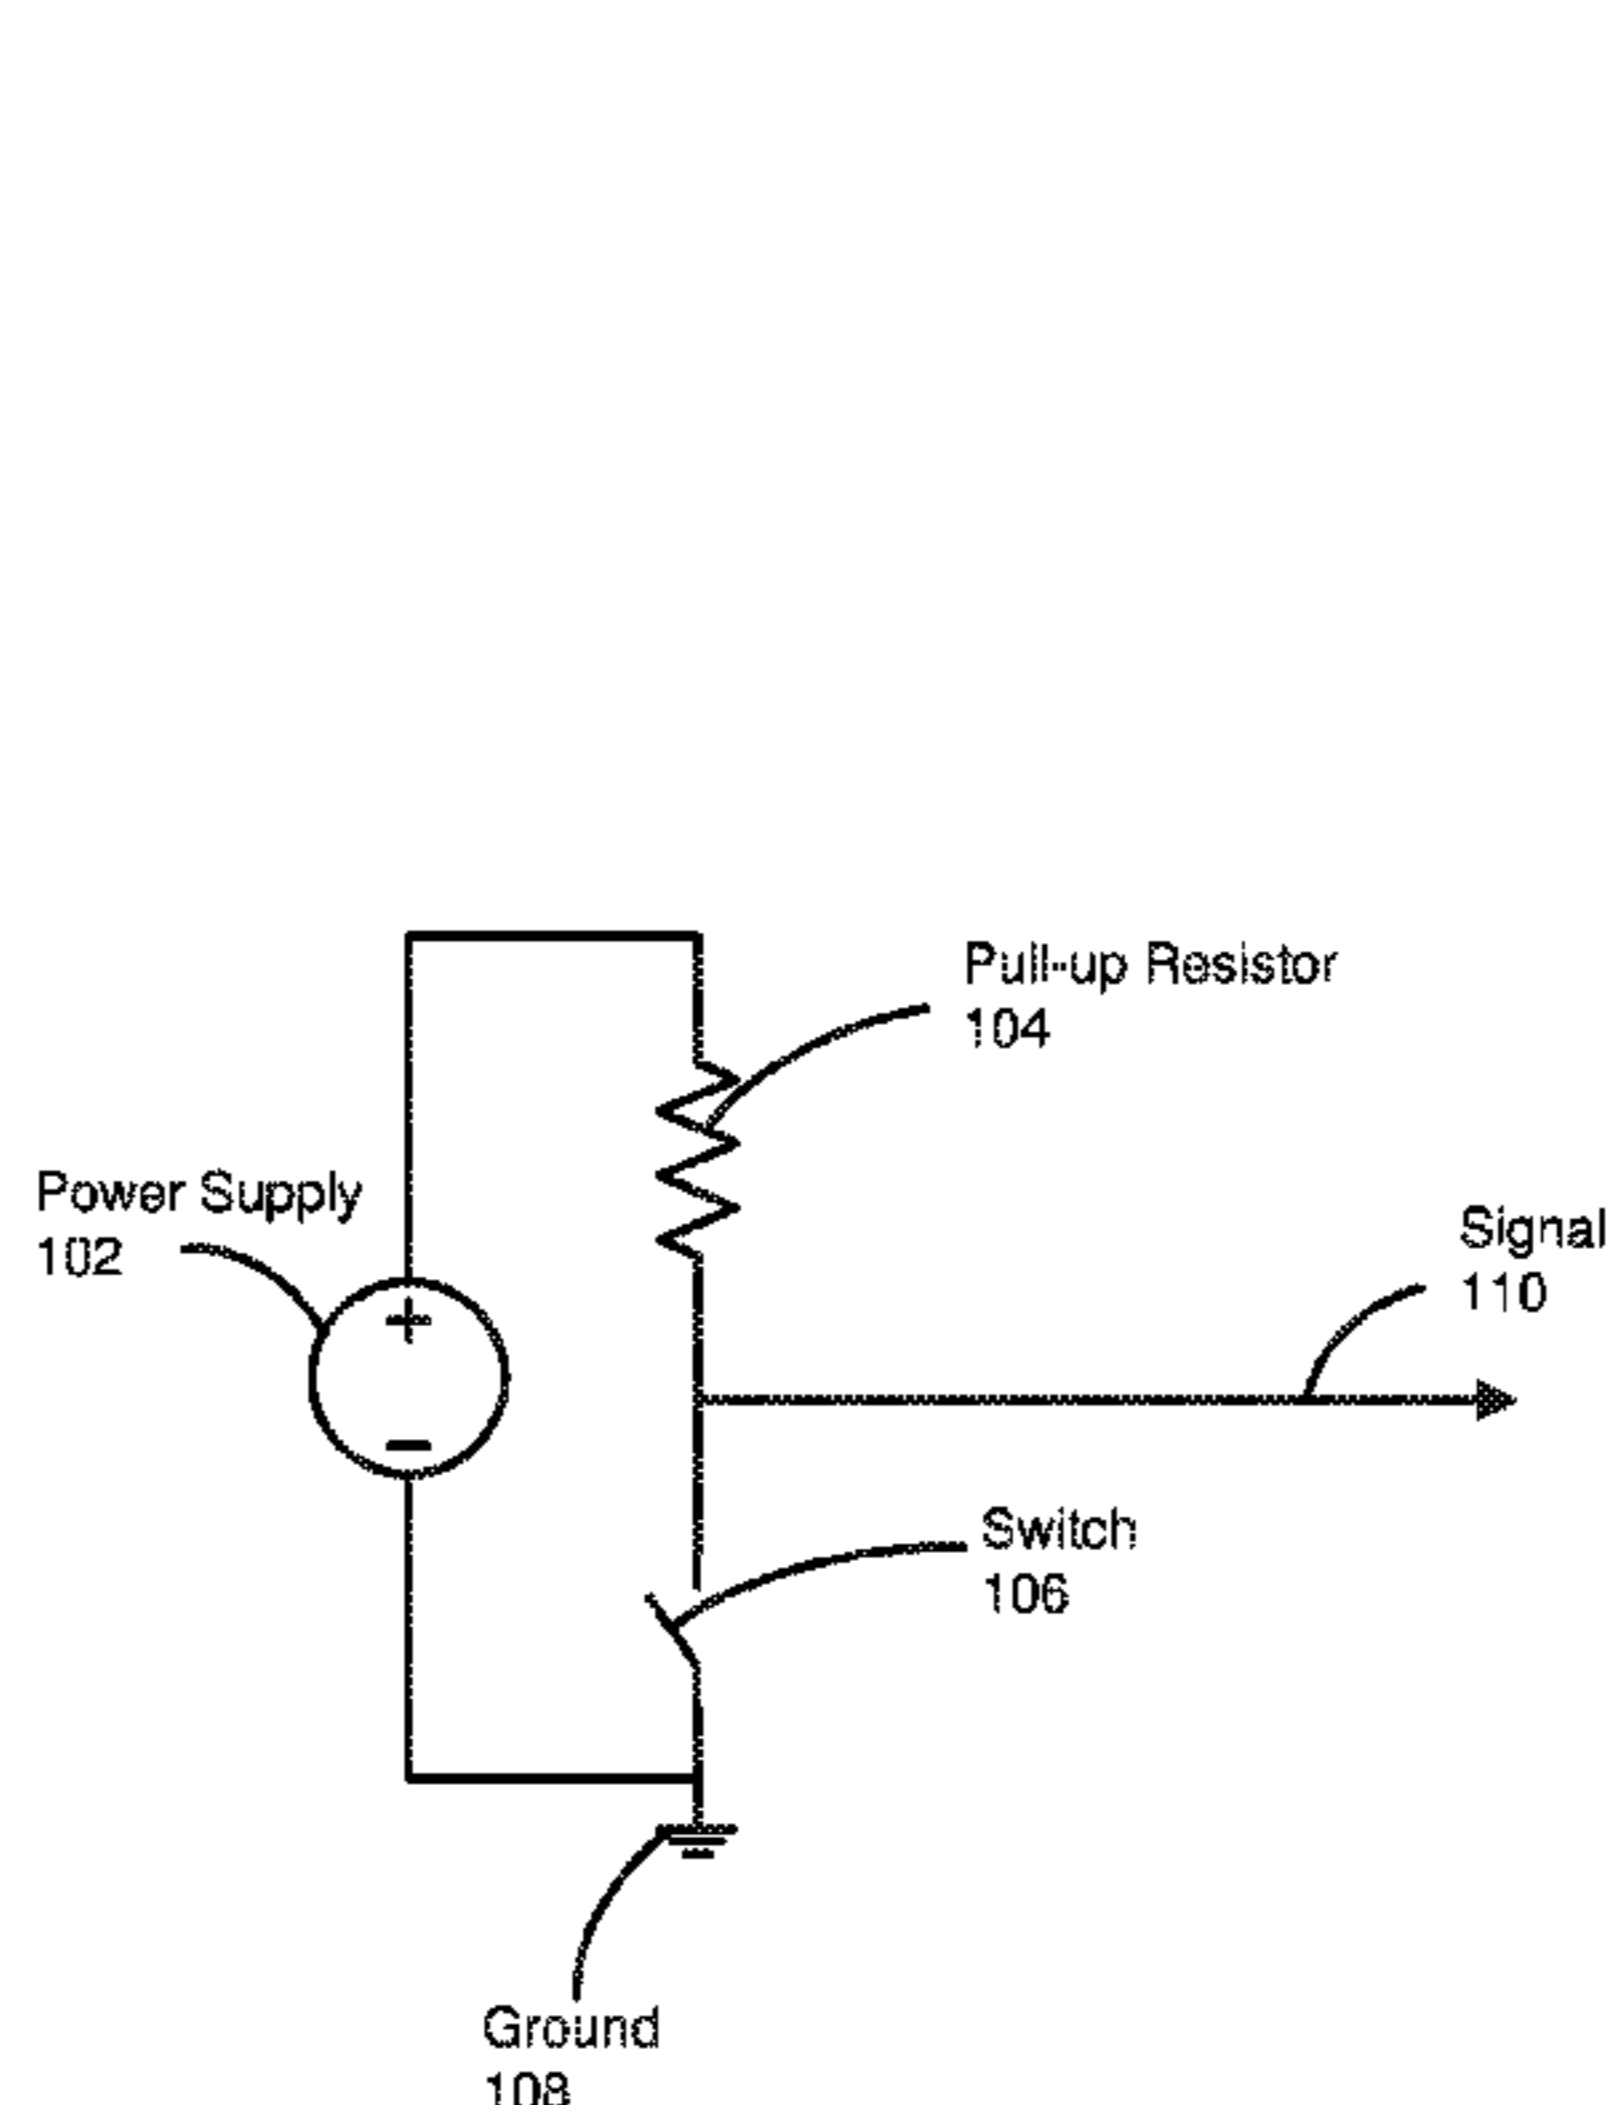 Pull-up Resistor
104
Power Supply
102
Signal
110
Switch
106
Ground
108